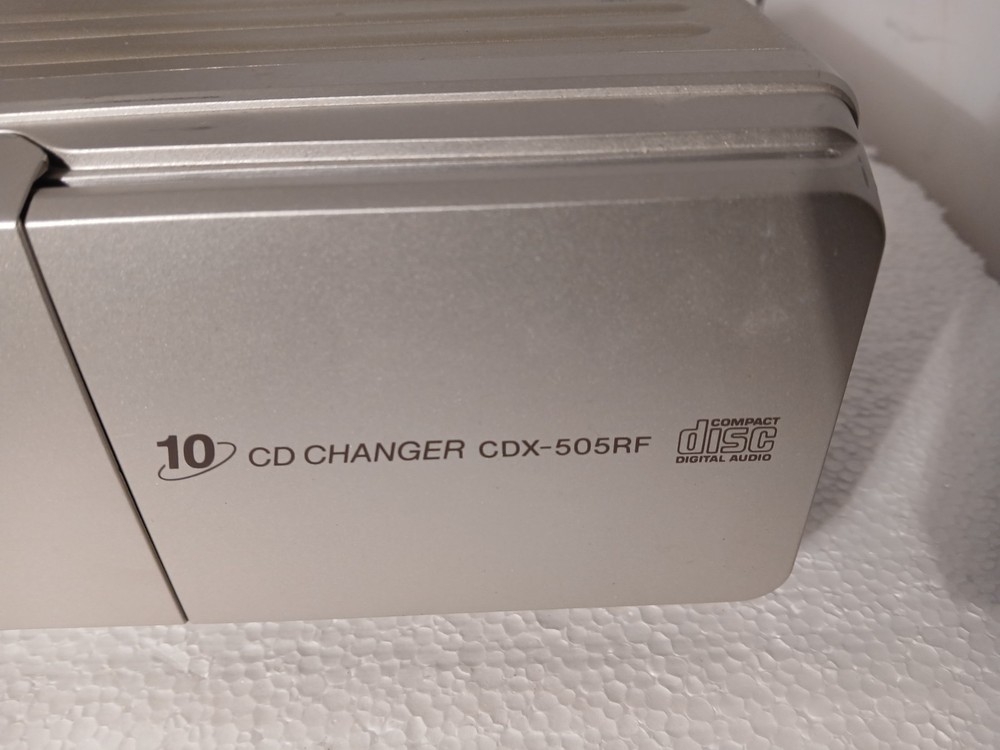 10 CD CHANGER CDX-505RF
COMPACT
disc
DIGITAL AUDIO